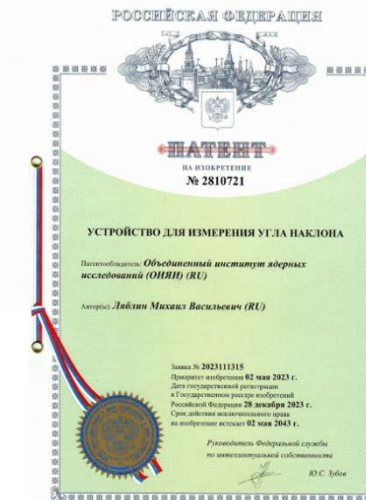 РОССИЙСКАЯ ФЕДЕРАЦИЯ
ПАТЕНТ
НА ИЗОБРЕТЕНИЕ
№ 2810721
УСТРОЙСТВО ДЛЯ ИЗМЕРЕНИЯ УГЛА НАКЛОНА
Патентообладатель: Объединенный институт ядерных
исследований (ОИЯИ) (RU)
Автор(ы): Ляблин Михаил Васильевич (RU)
Заявка № 2023111315
Приоритет изобретения 02 мая 2023 г.
Дата государственной регистрации
в Государственном реестре изобретений
Российской Федерации 28 декабря 2023 г.
Срок действия исключительного права
на изобретение истекает 02 мая 2043 г.
Руководитель Федеральной службы
по интеллектуальной собственности
Ю.С. Зубов